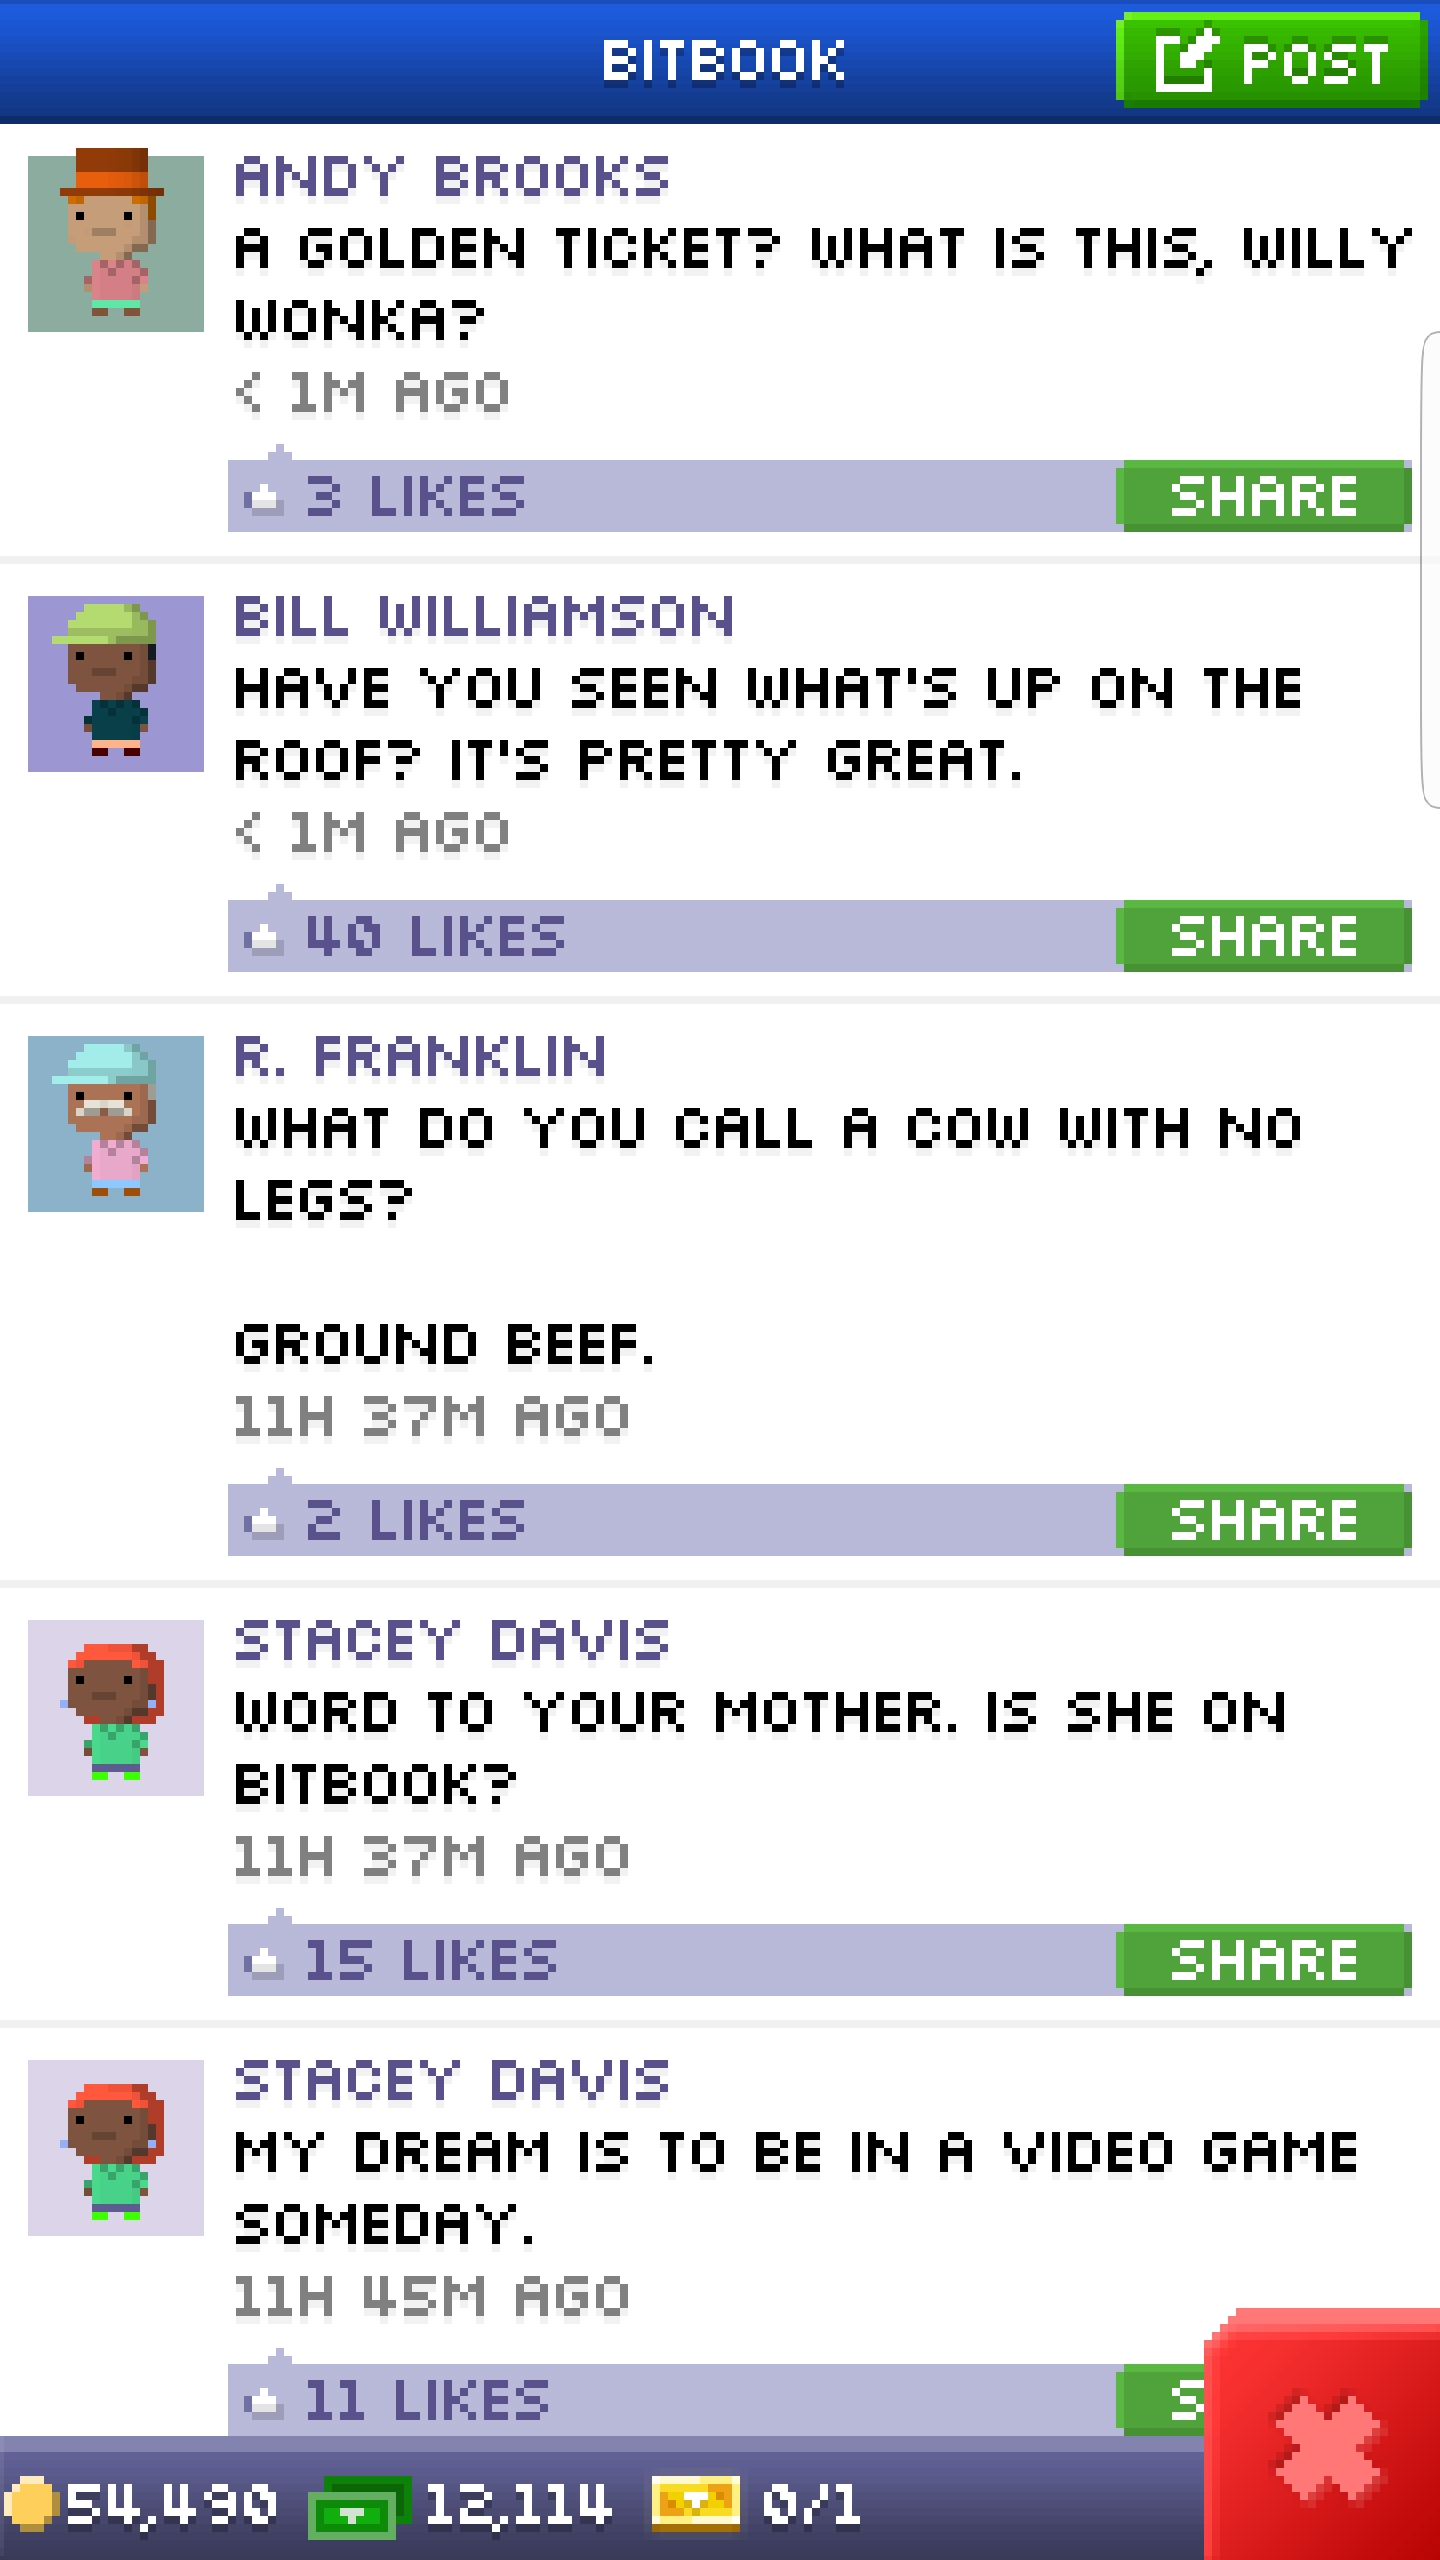 BITBOOK
POST
ANDY BROOKS
A GOLDEN TICKET? WHAT IS THIS, WILLY
WONKA?
< 1M AGO
3 LIKES
SHARE
BILL WILLIAMSON
HAVE YOU SEEN WHAT'S UP ON THE
ROOF? IT'S PRETTY GREAT.
< 1M AGO
40 LIKES
SHARE
R. FRANKLIN
WHAT DO YOU CALL A COW WITH NO
LEGS?
GROUND BEEF.
11H 37M AGO
2 LIKES
SHARE
STACEY DAVIS
WORD TO YOUR MOTHER. IS SHE ON
BITBOOK?
11H 37M AGO
15 LIKES
SHARE
STACEY DAVIS
MY DREAM IS TO BE IN A VIDEO GAME
SOMEDAY.
11H 45M AGO
11 LIKES
54,490
12,114
0/1